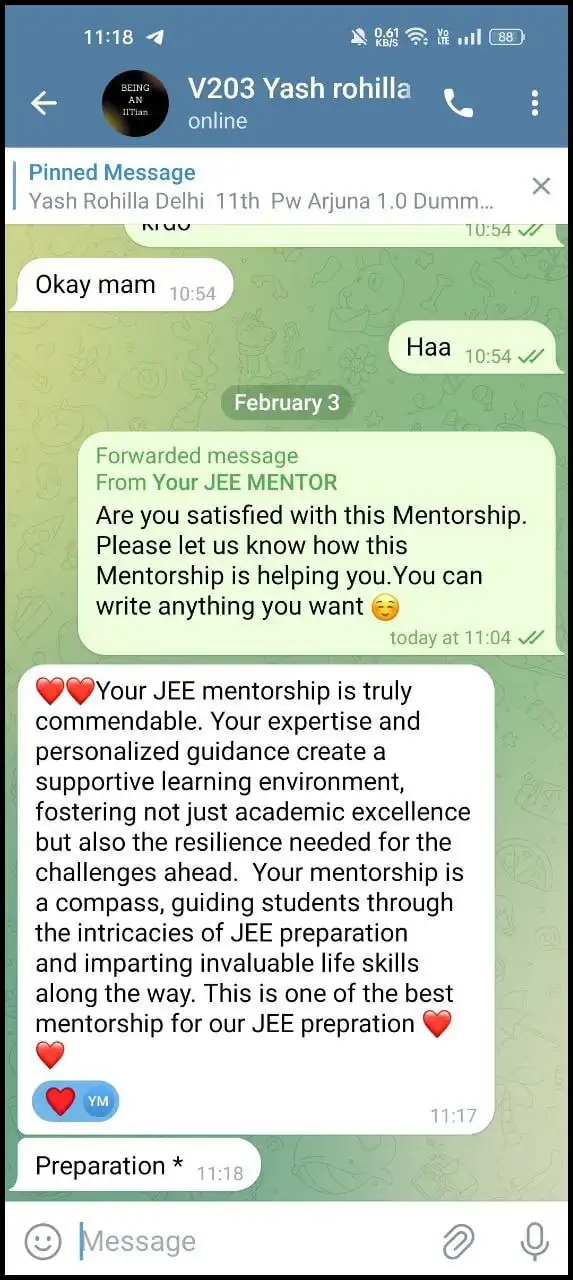 11:18
0.61 KB/S
Vo LTE
88
BEING
AN
IITian
V203 Yash rohilla
online
Pinned Message
Yash Rohilla Delhi 11th Pw Arjuna 1.0 Dumm...
10:54
Okay mam 10:54
Haa 10:54
February 3
Forwarded message
From Your JEE MENTOR
Are you satisfied with this Mentorship.
Please let us know how this
Mentorship is helping you.You can
write anything you want ☺️
today at 11:04
❤️❤️Your JEE mentorship is truly
commendable. Your expertise and
personalized guidance create a
supportive learning environment,
fostering not just academic excellence
but also the resilience needed for the
challenges ahead. Your mentorship is
a compass, guiding students through
the intricacies of JEE preparation
and imparting invaluable life skills
along the way. This is one of the best
mentorship for our JEE prepration ❤️
❤️
❤️ YM
11:17
Preparation * 11:18
Message